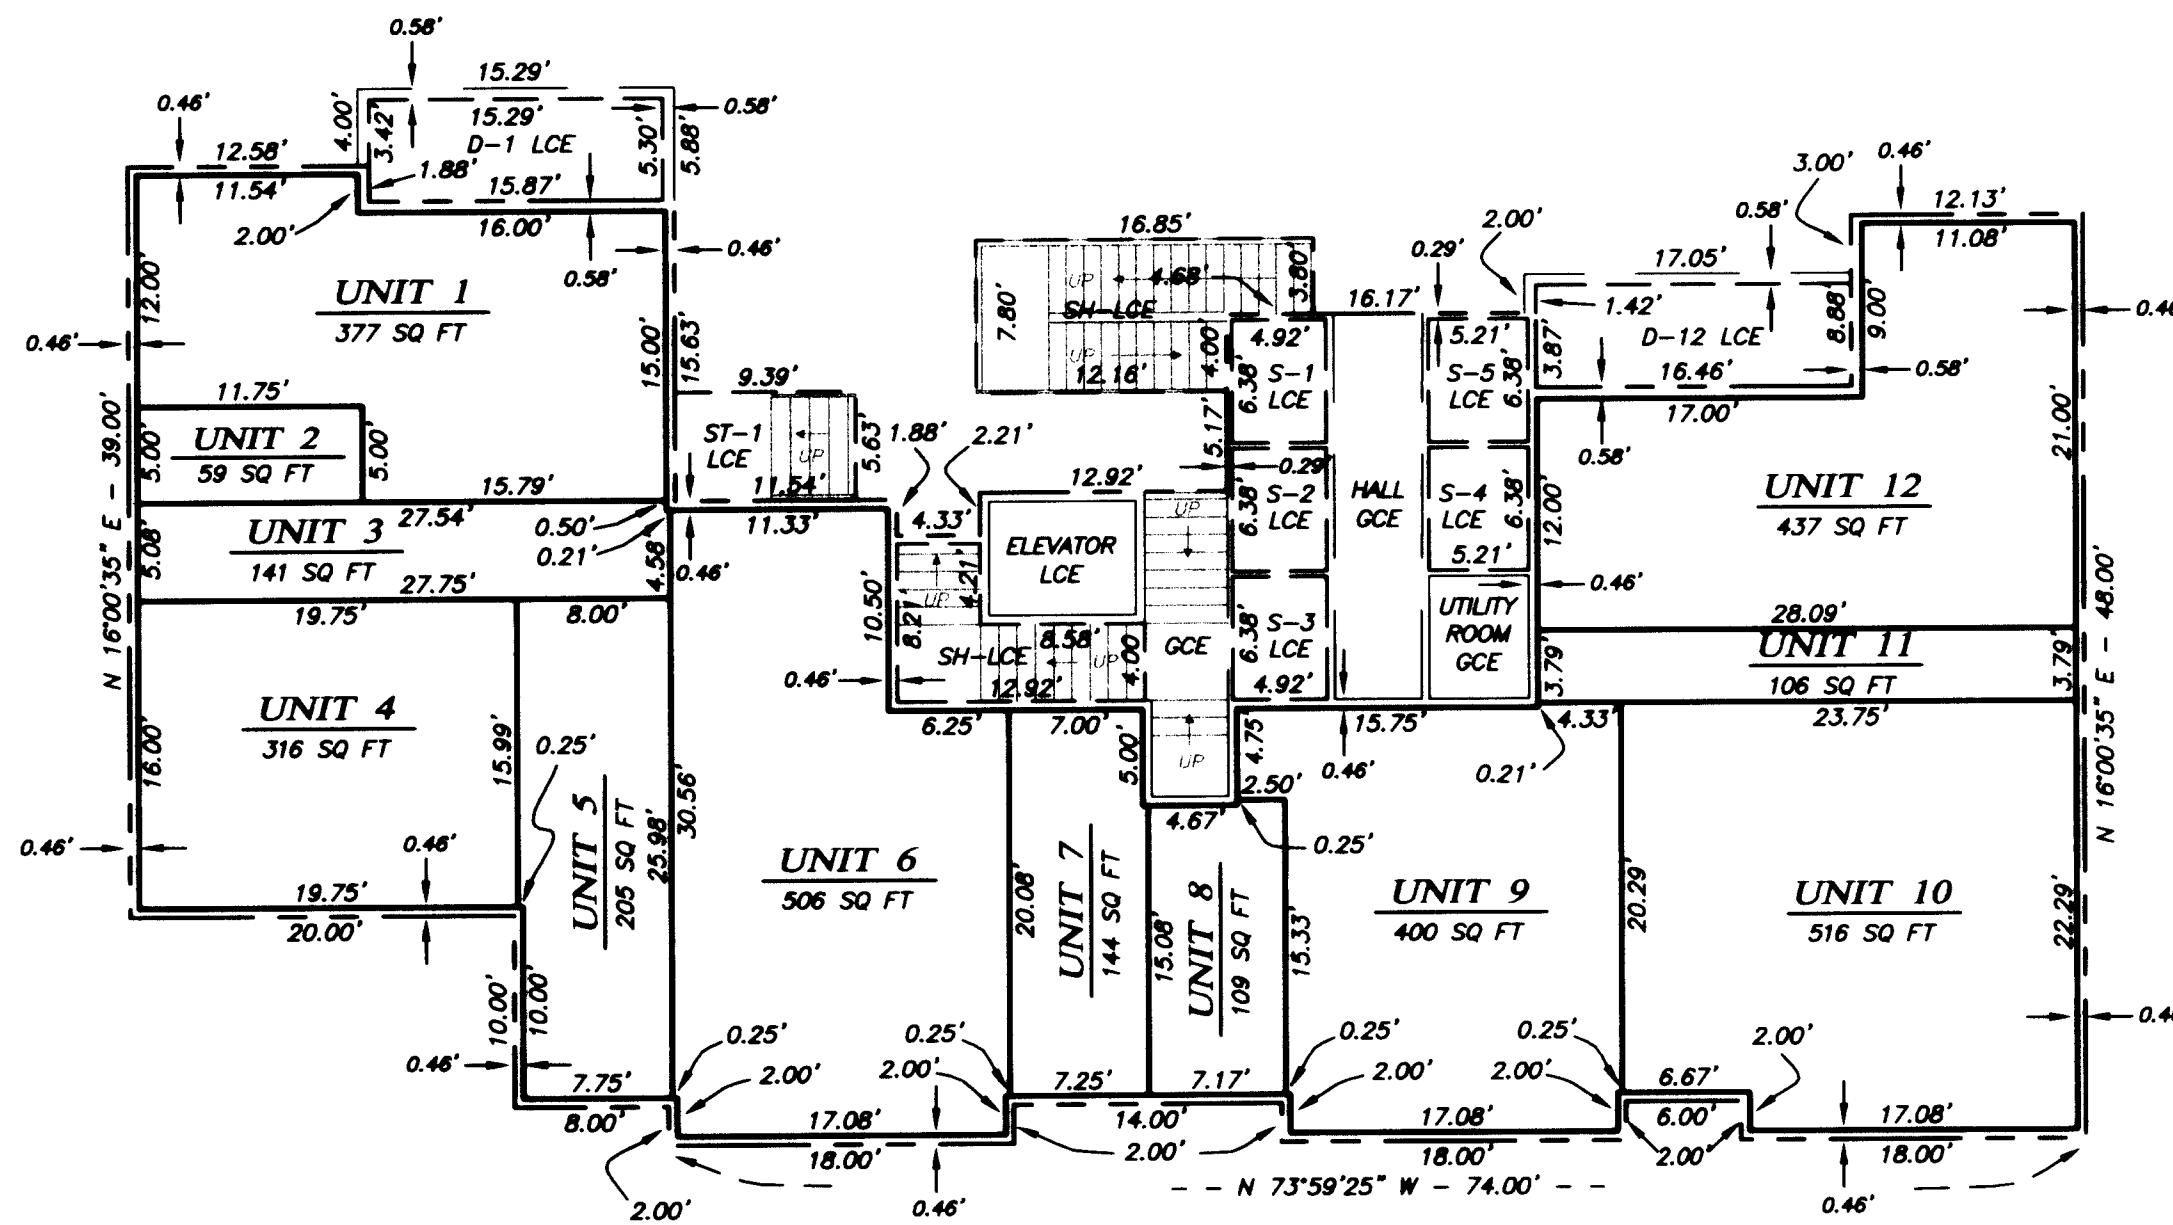 0.58'
15.29'
0.46'
0.58'
4.00'
3.42'
15.29'
D-1 LCE
5.30'
5.88'
12.58'
11.54'
1.88'
15.87'
2.00'
16.00'
0.46'
0.58'
12.00'
UNIT 1
377 SQ FT
0.46'
15.00'
15.63'
11.75'
UNIT 2
59 SQ FT
5.00'
5.00'
15.79'
27.54'
0.50'
0.21'
UNIT 3
141 SQ FT
5.08'
27.75'
4.58'
0.46'
N 16°00'35" E - 39.00'
19.75'
8.00'
UNIT 4
316 SQ FT
16.00'
15.99'
0.25'
0.46'
0.46'
19.75'
20.00'
UNIT 5
205 SQ FT
25.98'
30.56'
10.00'
10.00'
0.46'
7.75'
8.00'
2.00'
9.39'
ST-1
LCE
UP
5.63'
11.54'
11.33'
1.88'
2.21'
4.33'
12.92'
ELEVATOR
LCE
10.50'
8.21'
4.21'
UP
SH-LCE
8.58'
UP
4.00
12.92'
0.46'
6.25'
7.00'
UP
GCE
UP
5.00'
4.75'
2.50'
4.67'
0.25'
16.85'
7.80'
UP
4.68'
SH-LCE
3.80'
UP
12.16'
4.00'
5.17'
0.29'
16.17'
4.92'
S-1
LCE
6.38'
S-2
LCE
6.38'
S-3
LCE
6.38'
4.92'
HALL
GCE
0.29'
5.21'
S-5
LCE
6.38'
S-4
LCE
6.38'
5.21'
UTILITY
ROOM
GCE
15.75'
0.46'
2.00'
17.05'
1.42'
0.58'
3.00'
0.46'
12.13'
11.08'
3.87'
D-12 LCE
8.88'
9.00'
16.46'
0.58'
17.00'
0.58'
0.46
21.00'
UNIT 12
437 SQ FT
12.00'
0.46'
28.09'
UNIT 11
106 SQ FT
3.79'
3.79'
4.33'
23.75'
0.21'
N 16°00'35" E - 48.00'
UNIT 6
506 SQ FT
20.08'
UNIT 7
144 SQ FT
15.08'
UNIT 8
109 SQ FT
15.33'
UNIT 9
400 SQ FT
20.29'
UNIT 10
516 SQ FT
22.29'
0.46
0.25'
2.00'
0.25'
2.00'
17.08'
18.00'
0.46'
7.25'
7.17'
14.00'
2.00'
0.25'
2.00'
17.08'
18.00'
0.25'
2.00'
6.67'
6.00'
2.00'
2.00'
17.08'
18.00'
0.46'
- - N 73°59'25" W - 74.00' - -